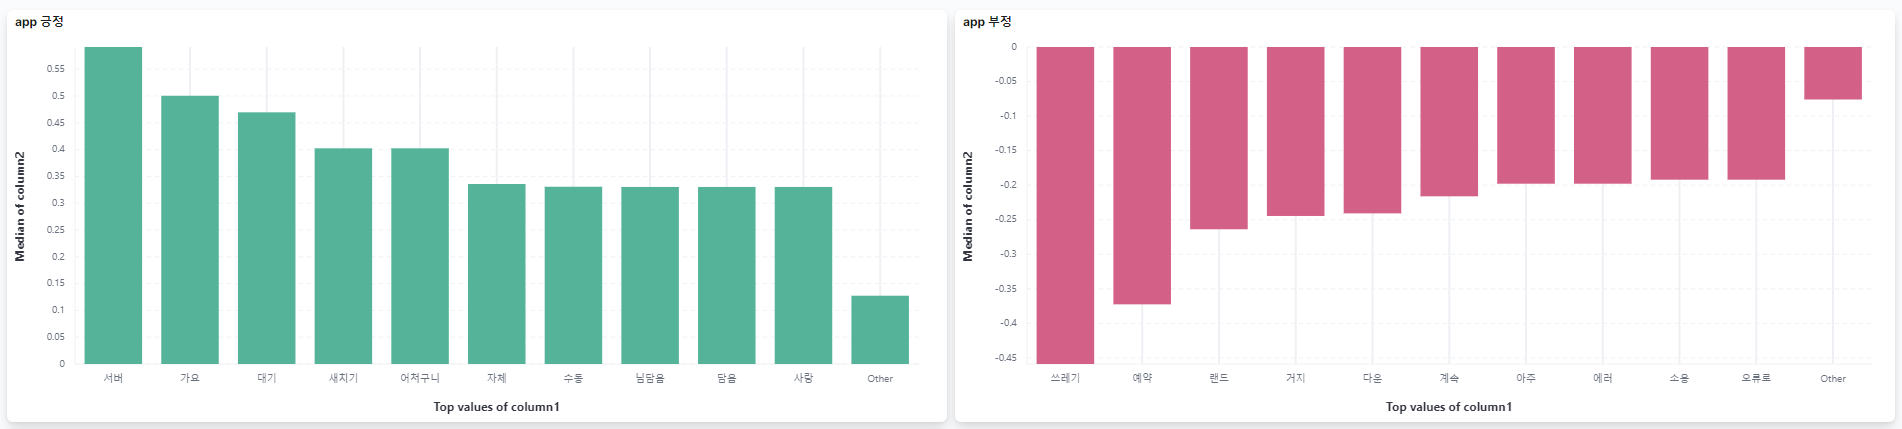 app 긍정
0.55
0.5
0.45
0.4
0.35
0.3
0.25
0.2
0.15
0.1
0.05
0
Median of column2
서버 가요 대기 새치기 어처구니 자체 수동 님담음 담음 사랑 Other
Top values of column1
app 부정
0
-0.05
-0.1
-0.15
-0.2
-0.25
-0.3
-0.35
-0.4
-0.45
Median of column2
쓰레기 예약 랜드 거지 다운 계속 아주 에러 소용 오류로 Other
Top values of column1